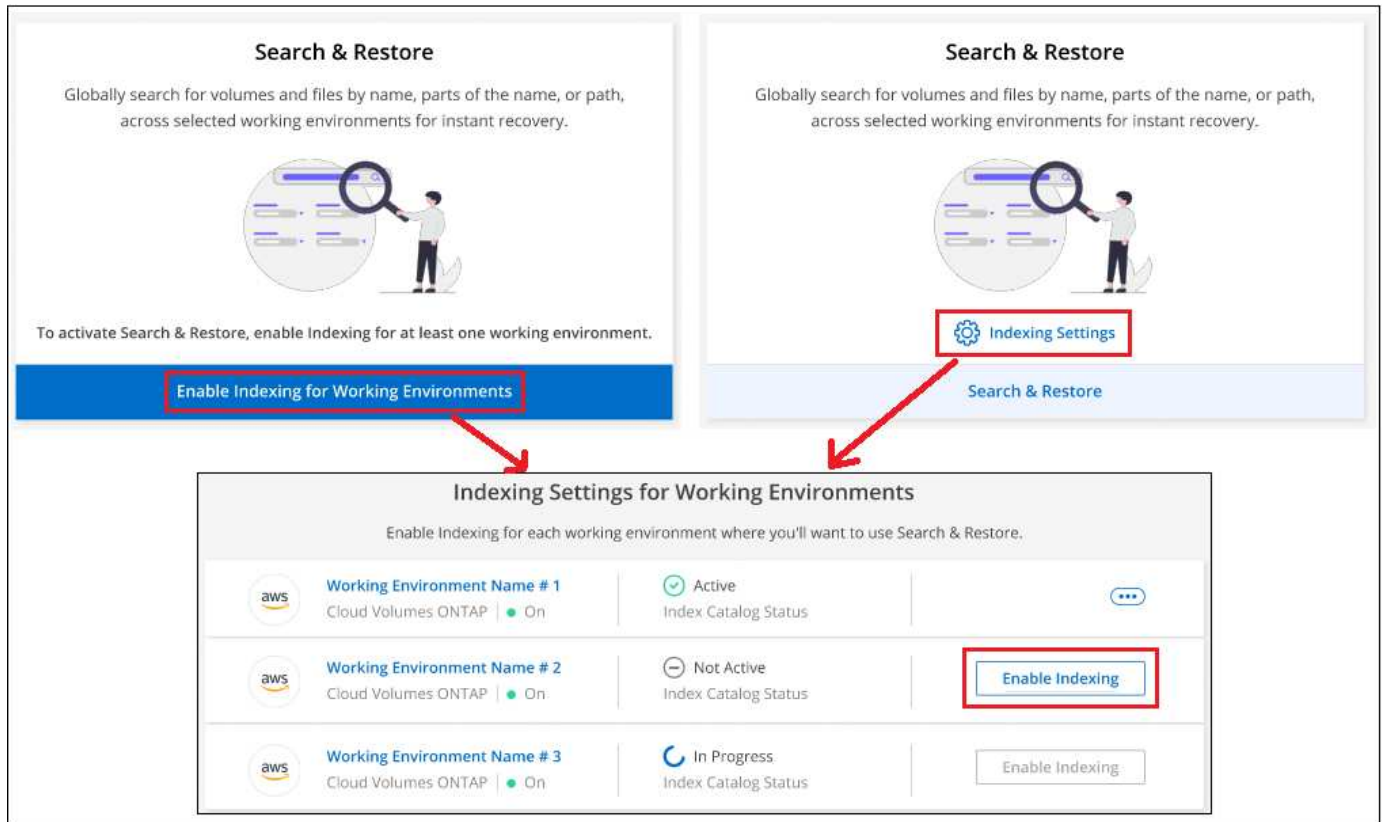 Search & Restore
Globally search for volumes and files by name, parts of the name, or path,
across selected working environments for instant recovery.
To activate Search & Restore, enable Indexing for at least one working environment.
Enable Indexing for Working Environments
Search & Restore
Globally search for volumes and files by name, parts of the name, or path,
across selected working environments for instant recovery.
Indexing Settings
Search & Restore
Indexing Settings for Working Environments
Enable Indexing for each working environment where you'll want to use Search & Restore.
aws
Working Environment Name # 1
Cloud Volumes ONTAP | On
Active
Index Catalog Status
aws
Working Environment Name # 2
Cloud Volumes ONTAP | On
Not Active
Index Catalog Status
Enable Indexing
aws
Working Environment Name # 3
Cloud Volumes ONTAP | On
In Progress
Index Catalog Status
Enable Indexing